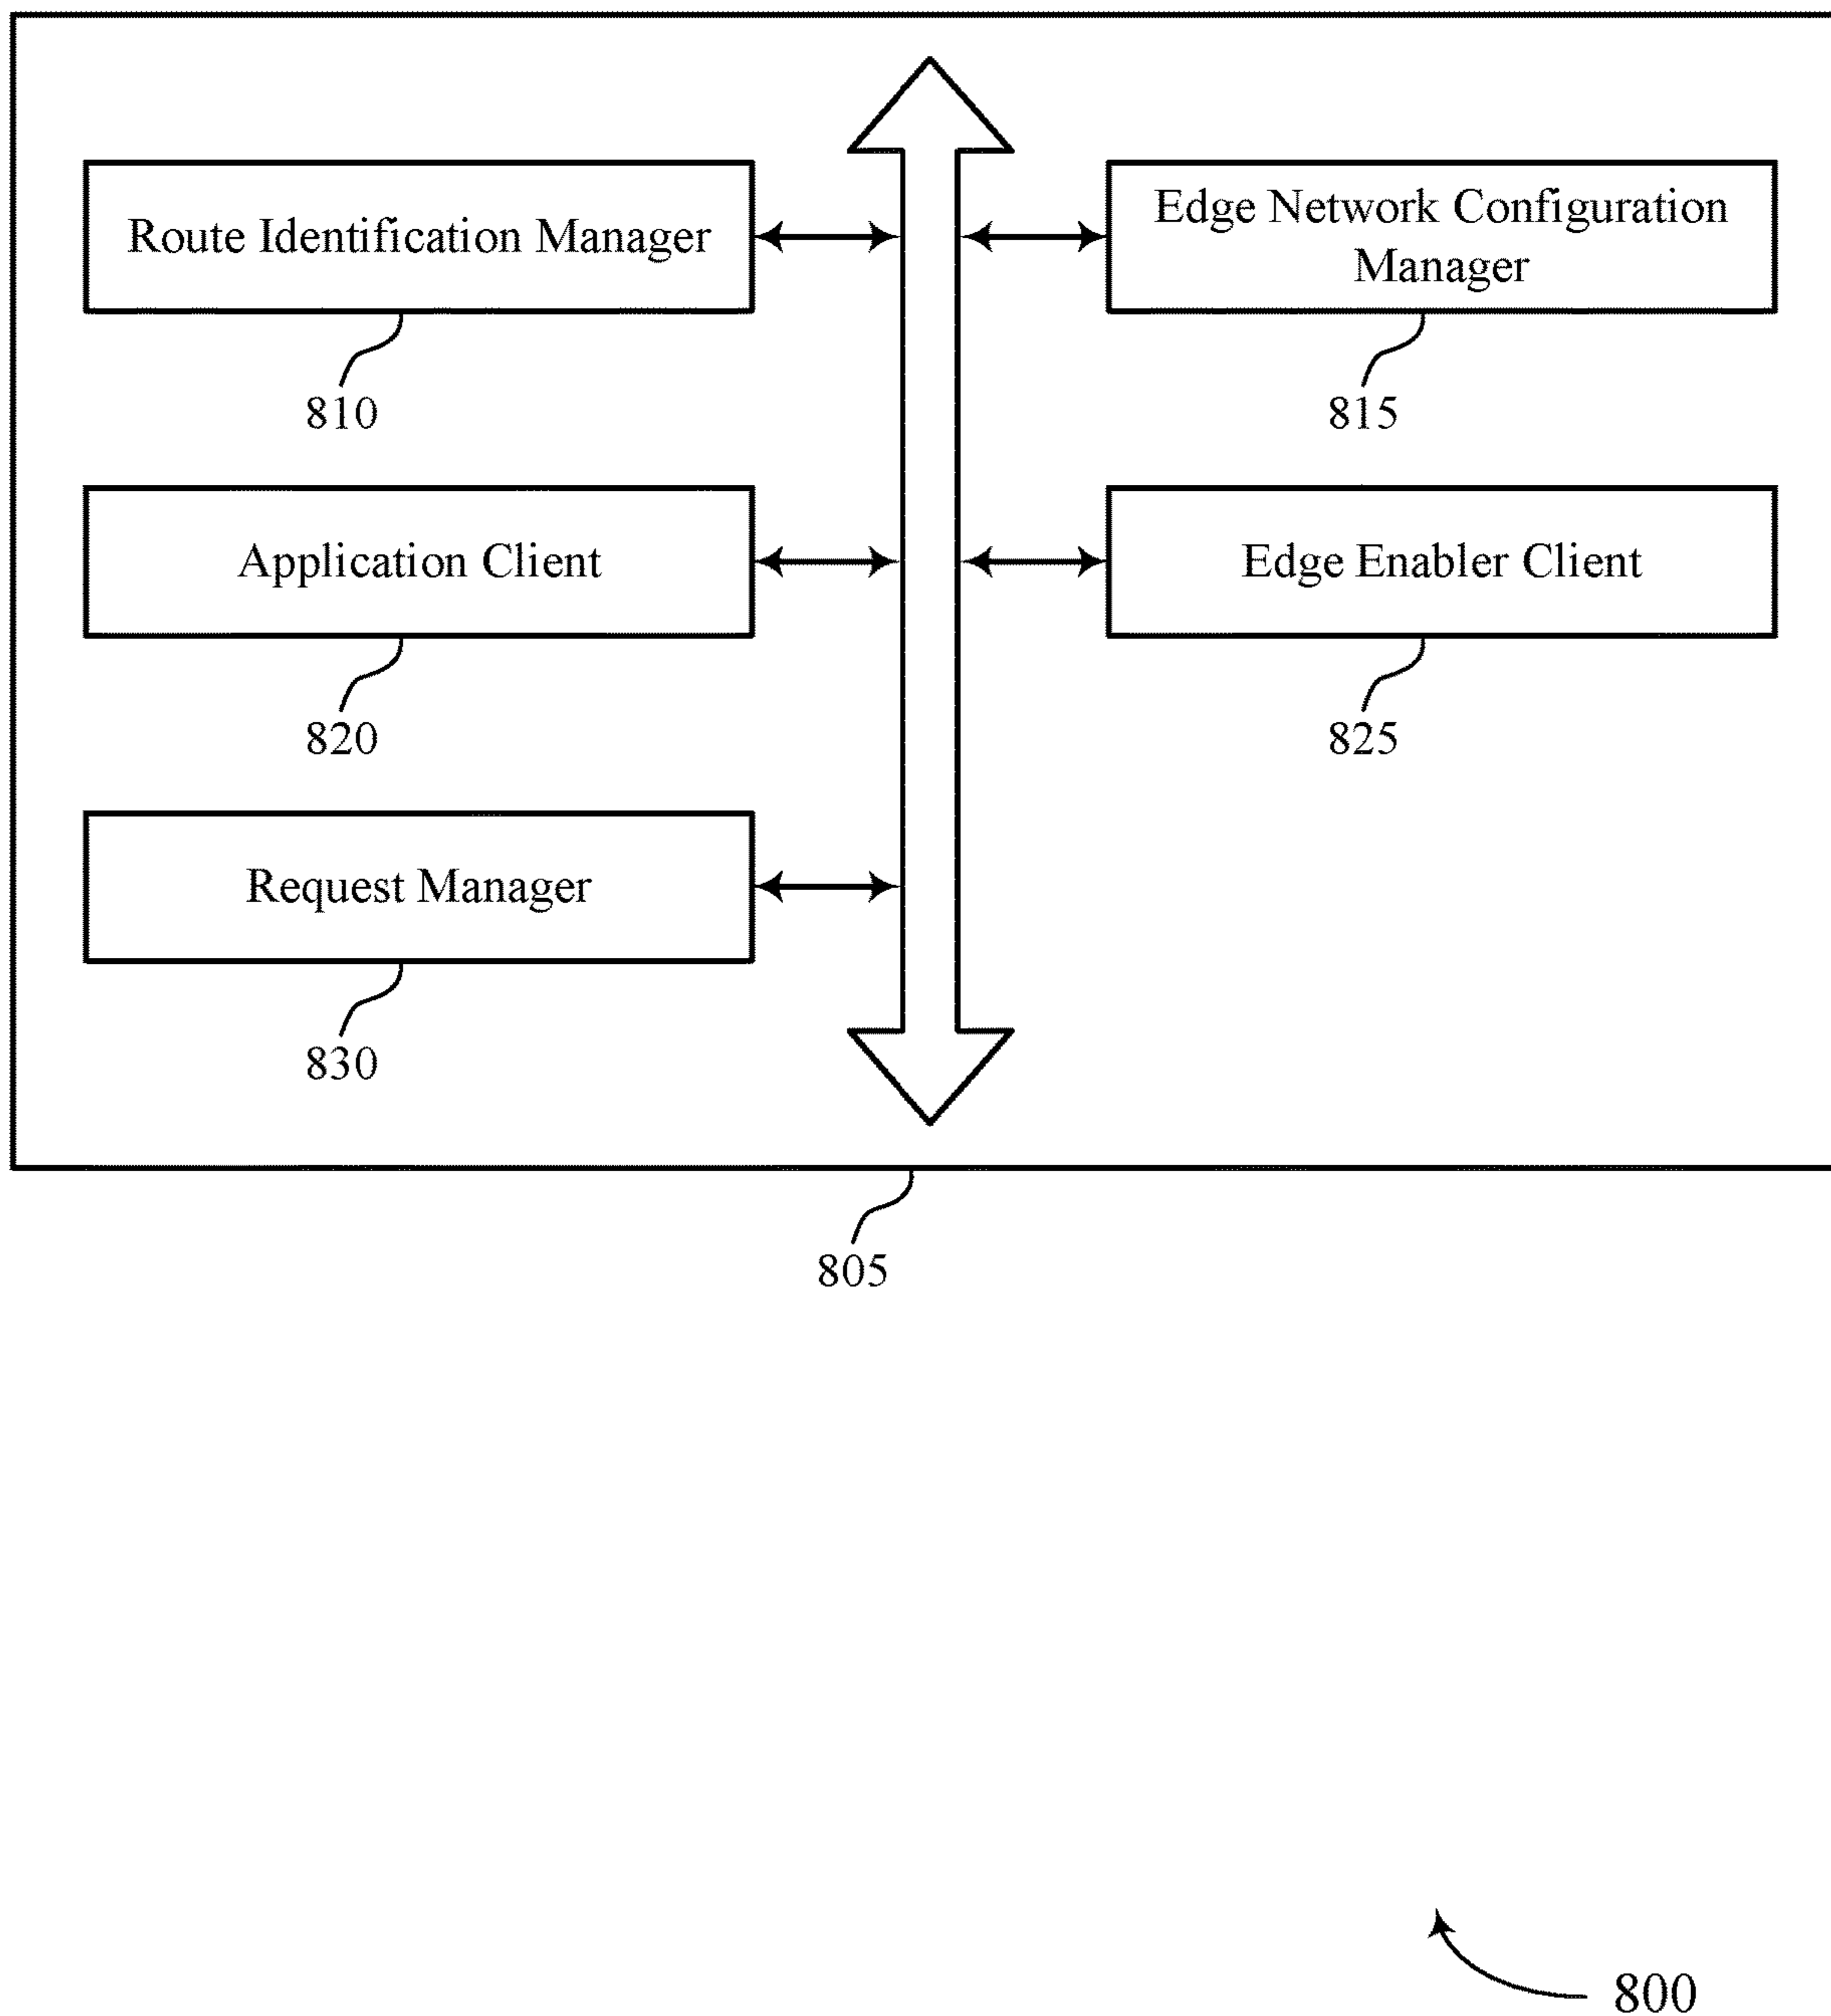 Route Identification Manager
810
Edge Network Configuration
Manager
815
Application Client
820
Edge Enabler Client
825
Request Manager
830
805
800